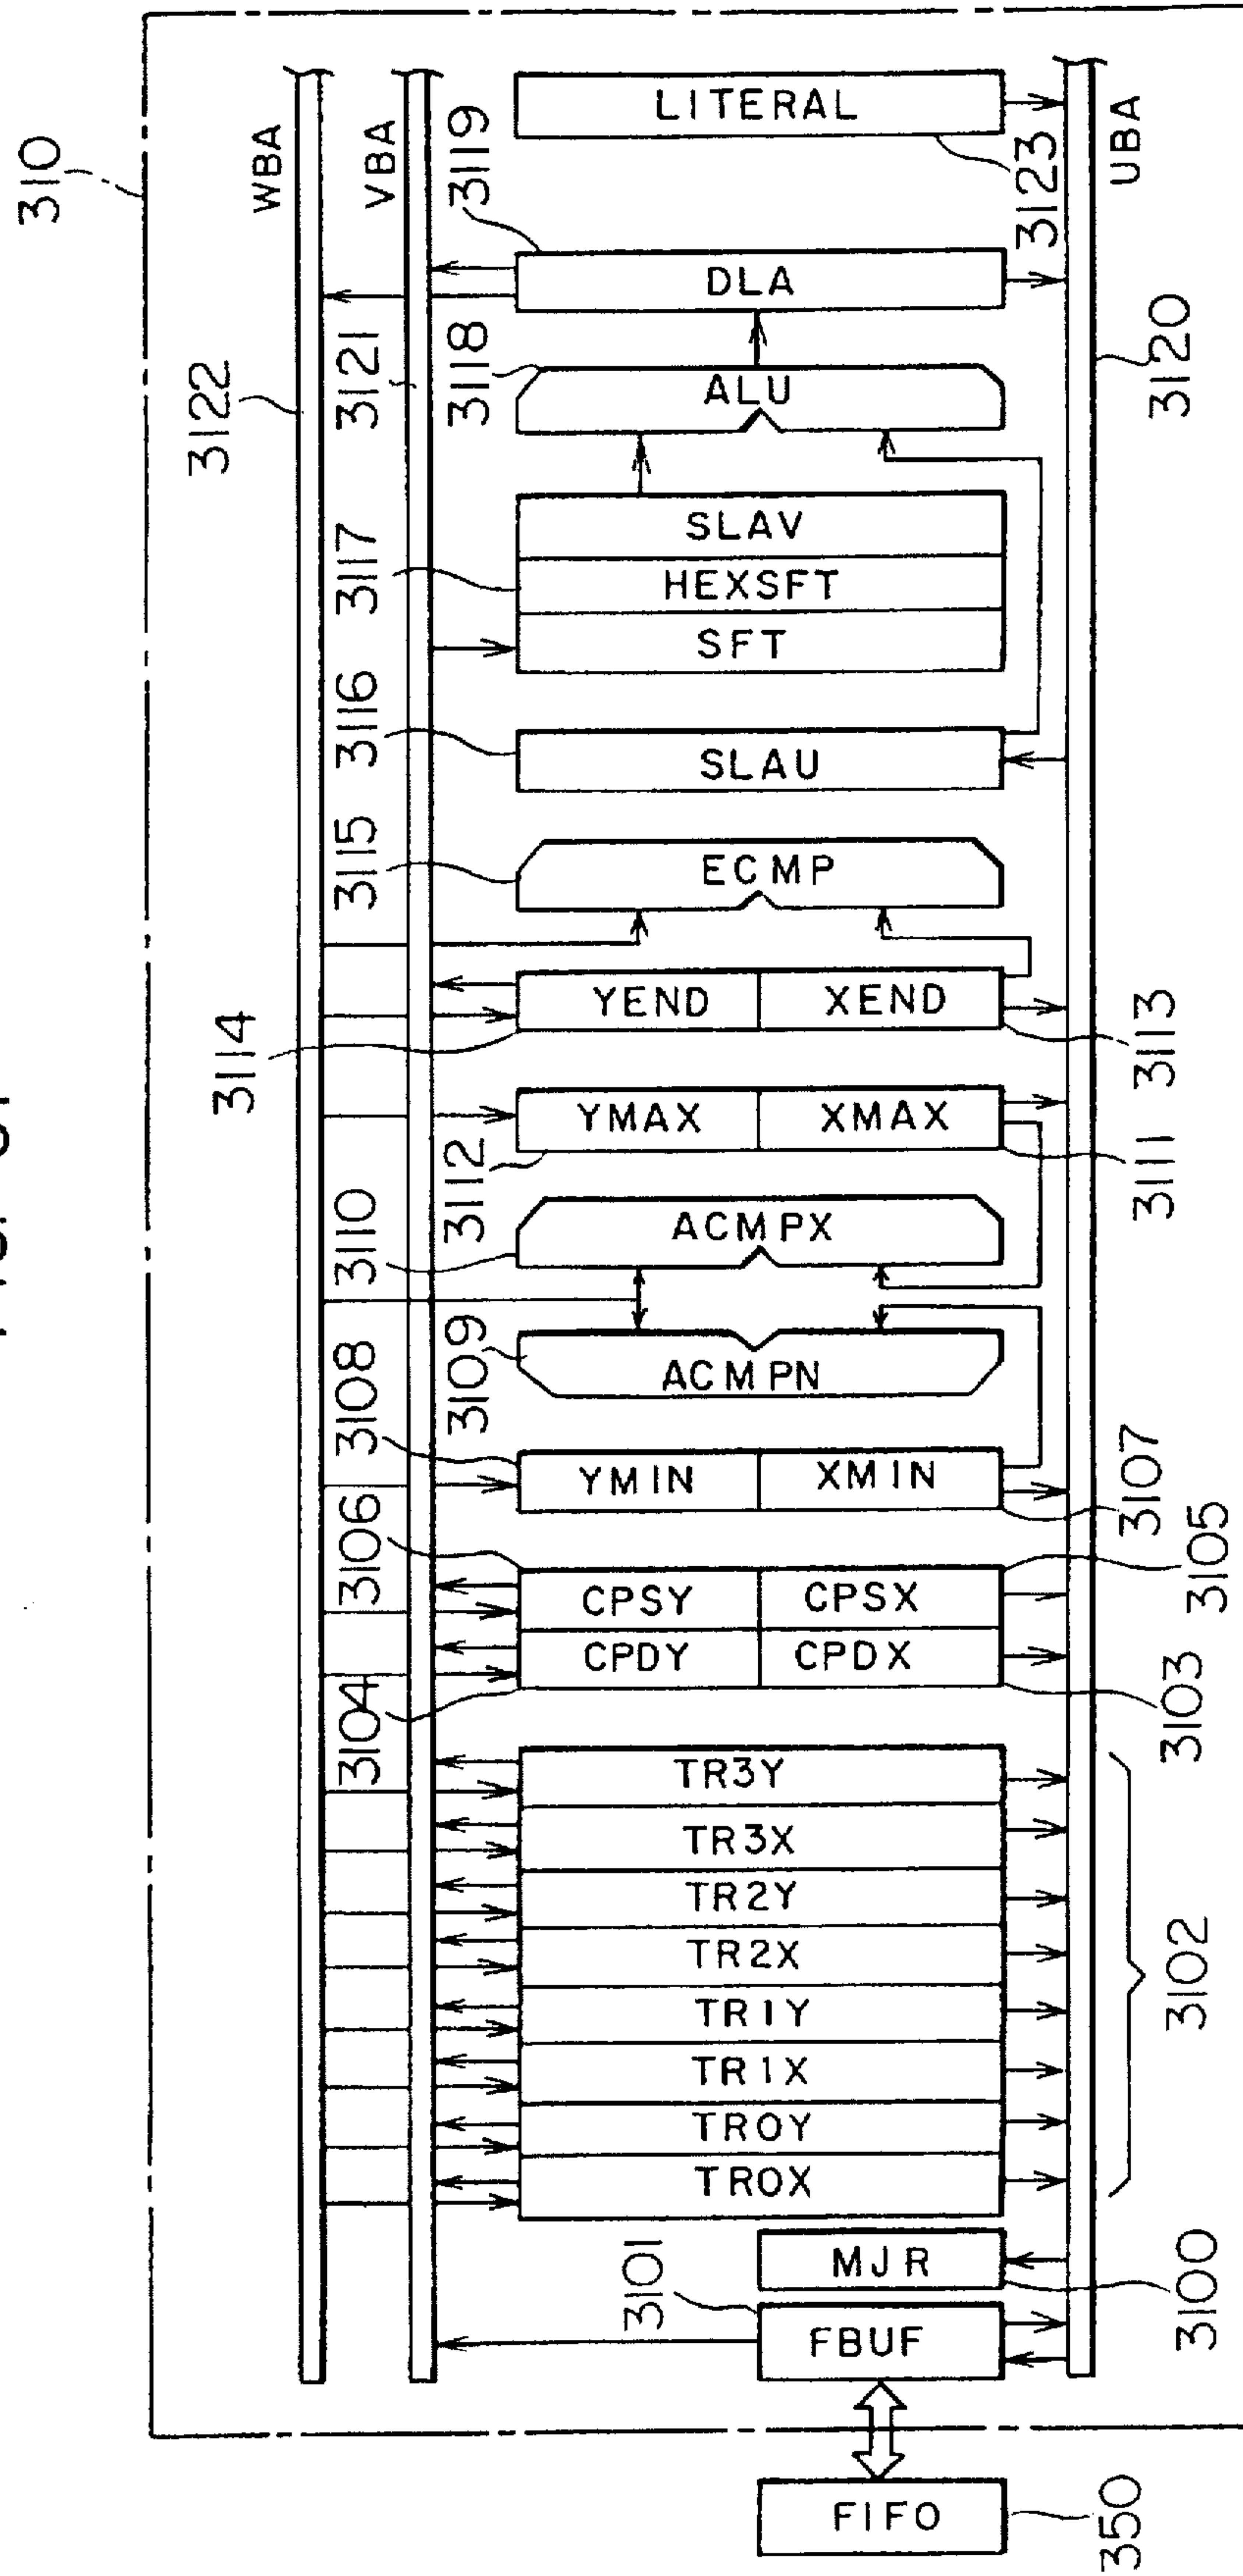 310
WBA
VBA
3122
3121
3119
3118
3117
3116
3115
3114
3112
3110
3109
3108
3106
3104
3101
FIFO
FBUF
MJR
TR0X
TR0Y
TR1X
TR1Y
TR2X
TR2Y
TR3X
TR3Y
CPDY
CPDX
CPSY
CPSX
YMIN
XMIN
ACMPN
ACMPX
YMAX
XMAX
YEND
XEND
ECMP
SLAU
SFT
HEXSFT
SLAV
ALU
DLA
LITERAL
350
3100
3102
3103
3105
3107
3111
3113
3120
3123
UBA